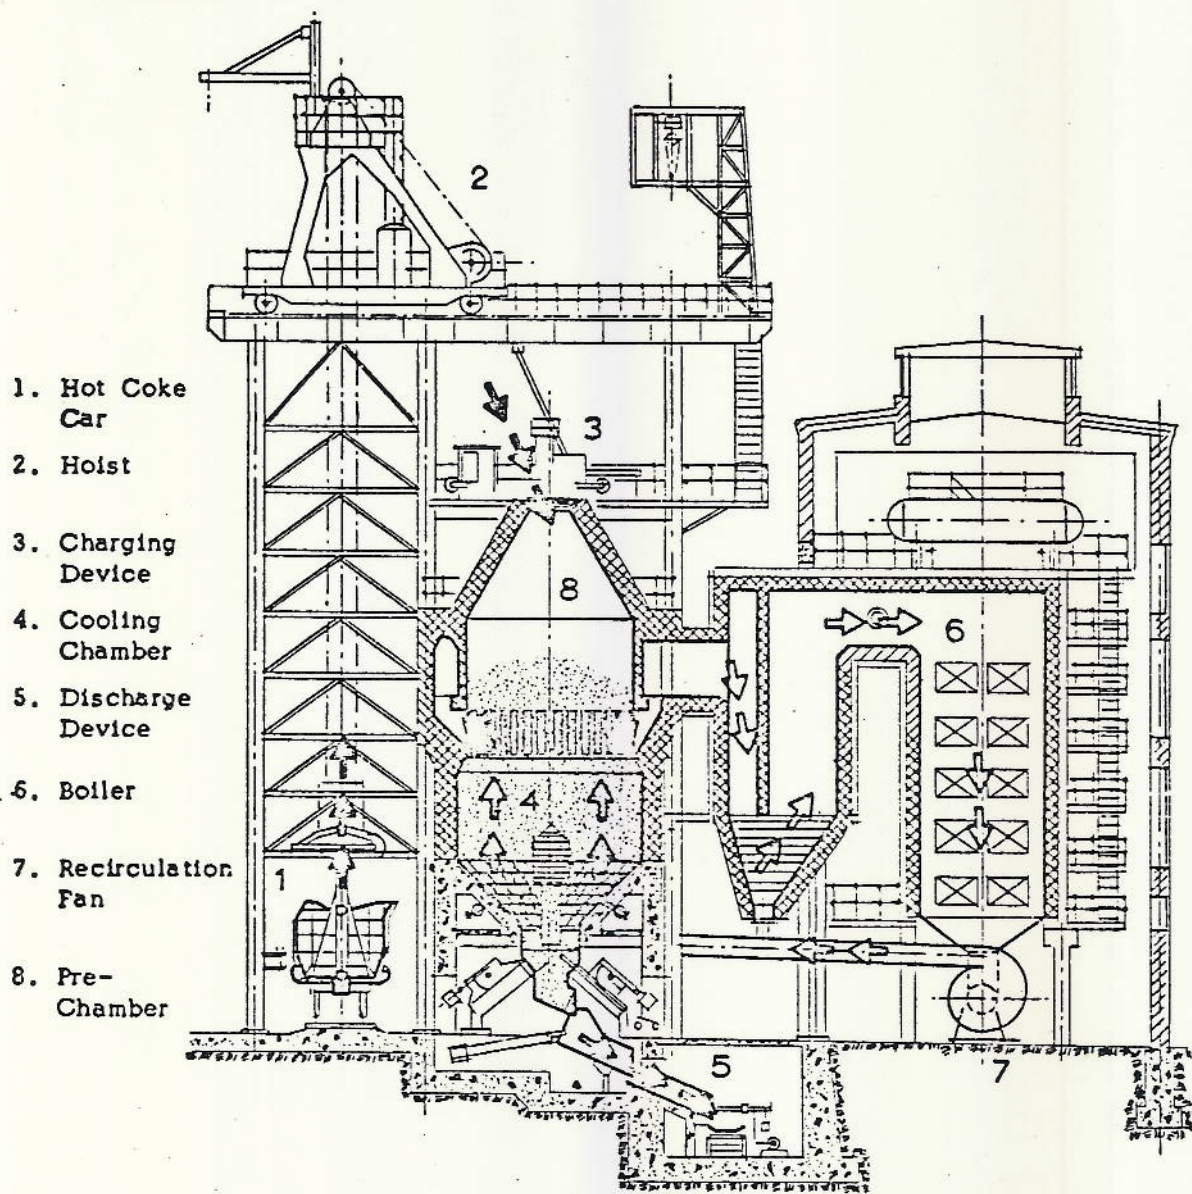 1. Hot Coke
Car
2. Hoist
3. Charging
Device
4. Cooling
Chamber
5. Discharge
Device
6. Boiler
7. Recirculation
Fan
8. Pre-
Chamber
2
3
8
6
4
1
5
7